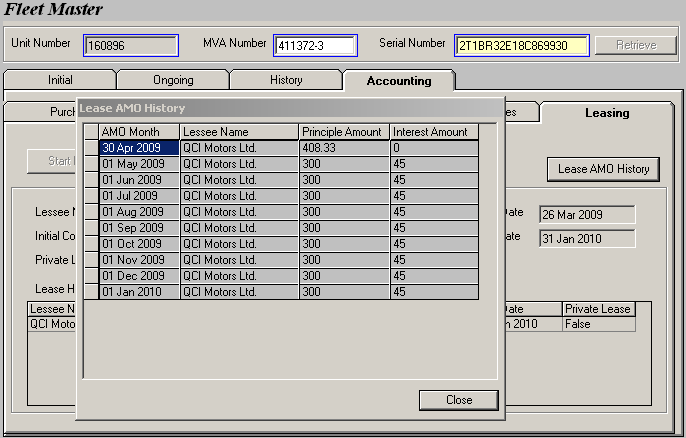 Fleet Master
Unit Number 160896 MVA Number 411372-3 Serial Number 2T1BR32E18C869930 Retrieve
Initial Ongoing History Accounting
Purch es Leasing
Lease AMO History
AMO Month Lessee Name Principle Amount Interest Amount
30 Apr 2009 QCI Motors Ltd. 408.33 0
01 May 2009 QCI Motors Ltd. 300 45
01 Jun 2009 QCI Motors Ltd. 300 45
01 Jul 2009 QCI Motors Ltd. 300 45
01 Aug 2009 QCI Motors Ltd. 300 45
01 Sep 2009 QCI Motors Ltd. 300 45
01 Oct 2009 QCI Motors Ltd. 300 45
01 Nov 2009 QCI Motors Ltd. 300 45
01 Dec 2009 QCI Motors Ltd. 300 45
01 Jan 2010 QCI Motors Ltd. 300 45
Close
Start Lease AMO History
Lessee N ate 26 Mar 2009
Initial Co ate 31 Jan 2010
Private L
Lease H
Lessee N Date Private Lease
QCI Moto n 2010 False